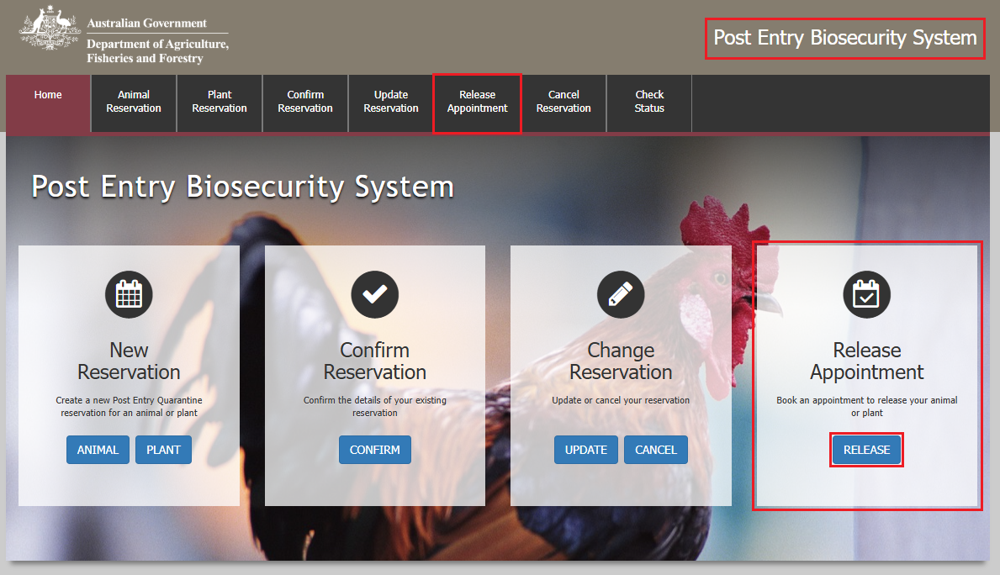 Australian Government
Department of Agriculture,
Fisheries and Forestry
Post Entry Biosecurity System
Home
Animal
Reservation
Plant
Reservation
Confirm
Reservation
Update
Reservation
Release
Appointment
Cancel
Reservation
Check
Status
Post Entry Biosecurity System
New
Reservation
Create a new Post Entry Quarantine
reservation for an animal or plant
ANIMAL
PLANT
Confirm
Reservation
Confirm the details of your existing
reservation
CONFIRM
Change
Reservation
Update or cancel your reservation
UPDATE
CANCEL
Release
Appointment
Book an appointment to release your animal
or plant
RELEASE